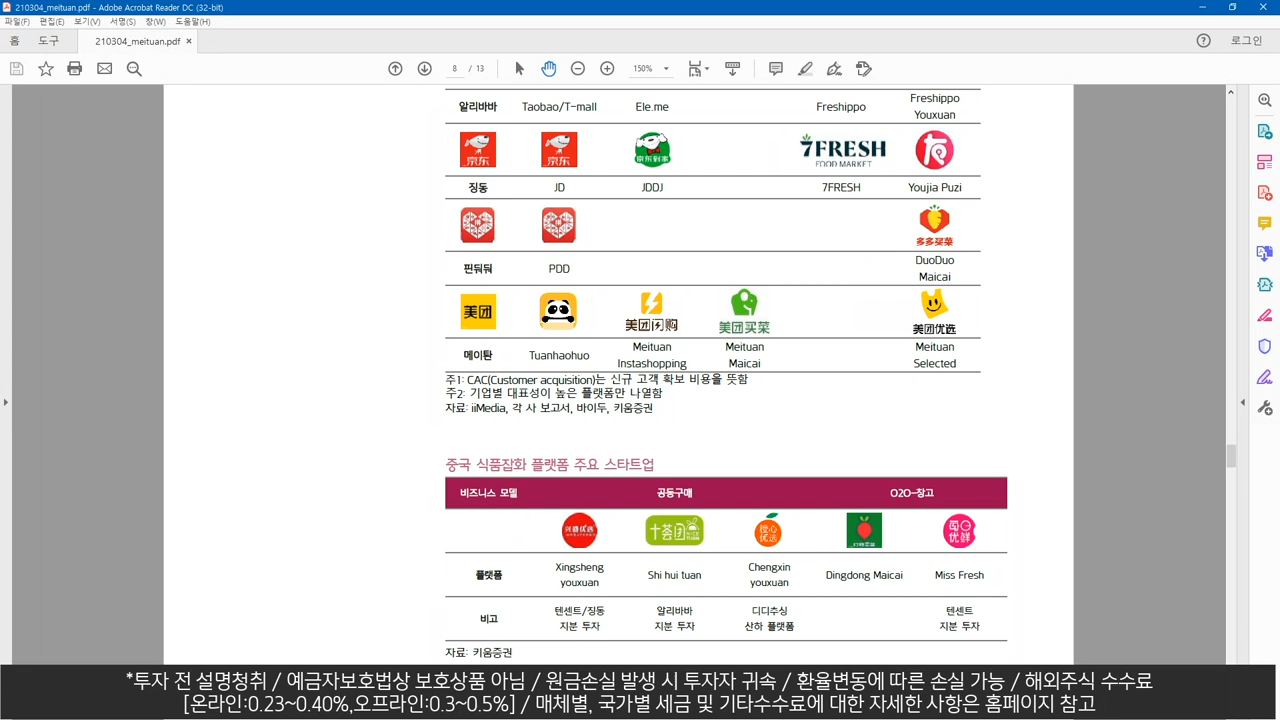 210304_meituan.pdf - Adobe Acrobat Reader DC (32-bit)
파일(F) 편집(E) 보기(V) 서명(S) 창(W) 도움말(H)
홈 도구 210304_meituan.pdf × 로그인
8 / 13 150%
알리바바 Taobao/T-mall Ele.me Freshippo Freshippo Youxuan
京东 京东 京东到家 7FRESH FOOD MARKET
징동 JD JDDJ 7FRESH Youjia Puzi
多多买菜
핀둬둬 PDD DuoDuo Maicai
美团 美团闪购 美团买菜 美团优选
메이퇀 Tuanhaohuo Meituan Instashopping Meituan Maicai Meituan Selected
주1: CAC(Customer acquisition)는 신규 고객 확보 비용을 뜻함
주2: 기업별 대표성이 높은 플랫폼만 나열함
자료: iiMedia, 각 사 보고서, 바이두, 키움증권
중국 식품잡화 플랫폼 주요 스타트업
비즈니스 모델 공동구매 O2O-창고
兴盛优选 十荟团 橙心优选 每日优鲜
플랫폼 Xingsheng youxuan Shi hui tuan Chengxin youxuan Dingdong Maicai Miss Fresh
비고 텐센트/징동 지분 투자 알리바바 지분 투자 디디추싱 산하 플랫폼 텐센트 지분 투자
자료: 키움증권
*투자 전 설명청취 / 예금자보호법상 보호상품 아님 / 원금손실 발생 시 투자자 귀속 / 환율변동에 따른 손실 가능 / 해외주식 수수료
[온라인:0.23~0.40%,오프라인:0.3~0.5%] / 매체별, 국가별 세금 및 기타수수료에 대한 자세한 사항은 홈페이지 참고